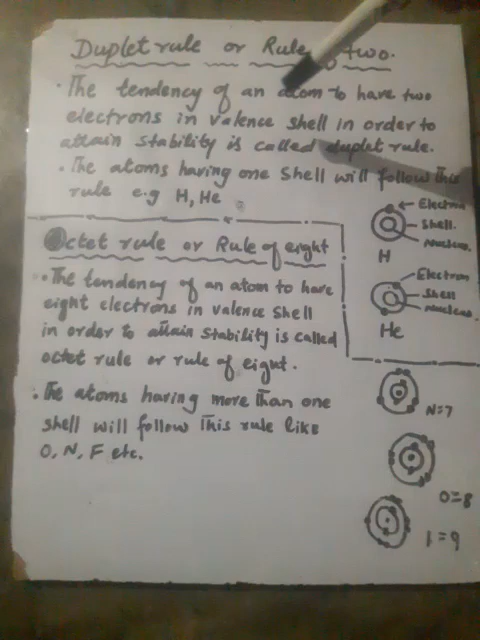 Duplet rule or Rule of two.
· The tendency of an atom to have two
electrons in valence shell in order to
attain stability is called duplet rule.
· The atoms having one shell will follow this
rule e.g H, He
Electron
Shell.
Nucleus.
H
Electron
Shell
Nucleus.
He
Octet rule or Rule of eight
· The tendency of an atom to have
eight electrons in valence shell
in order to attain stability is called
octet rule or rule of eight.
· The atoms having more than one
shell will follow This rule like
O, N, F etc.
N=7
O=8
=9